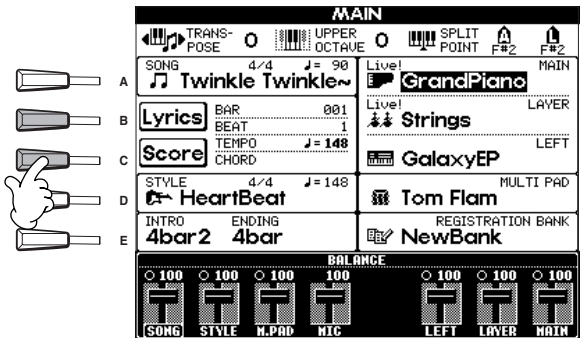 MAIN
TRANS-POSE 0 UPPER OCTAVE 0 SPLIT POINT A F#2 L F#2
A SONG 4/4 ♩= 90 Live! MAIN
Twinkle Twinkle~ GrandPiano
B Lyrics BAR 001 Live! LAYER
BEAT 1 Strings
C Score TEMPO ♩= 148 LEFT
CHORD GalaxyEP
D STYLE 4/4 ♩= 148 MULTI PAD
HeartBeat Tom Flam
E INTRO ENDING REGISTRATION BANK
4bar2 4bar NewBank
BALANCE
100 100 100 100 100 100 100
SONG STYLE M.PAD MIC LEFT LAYER MAIN